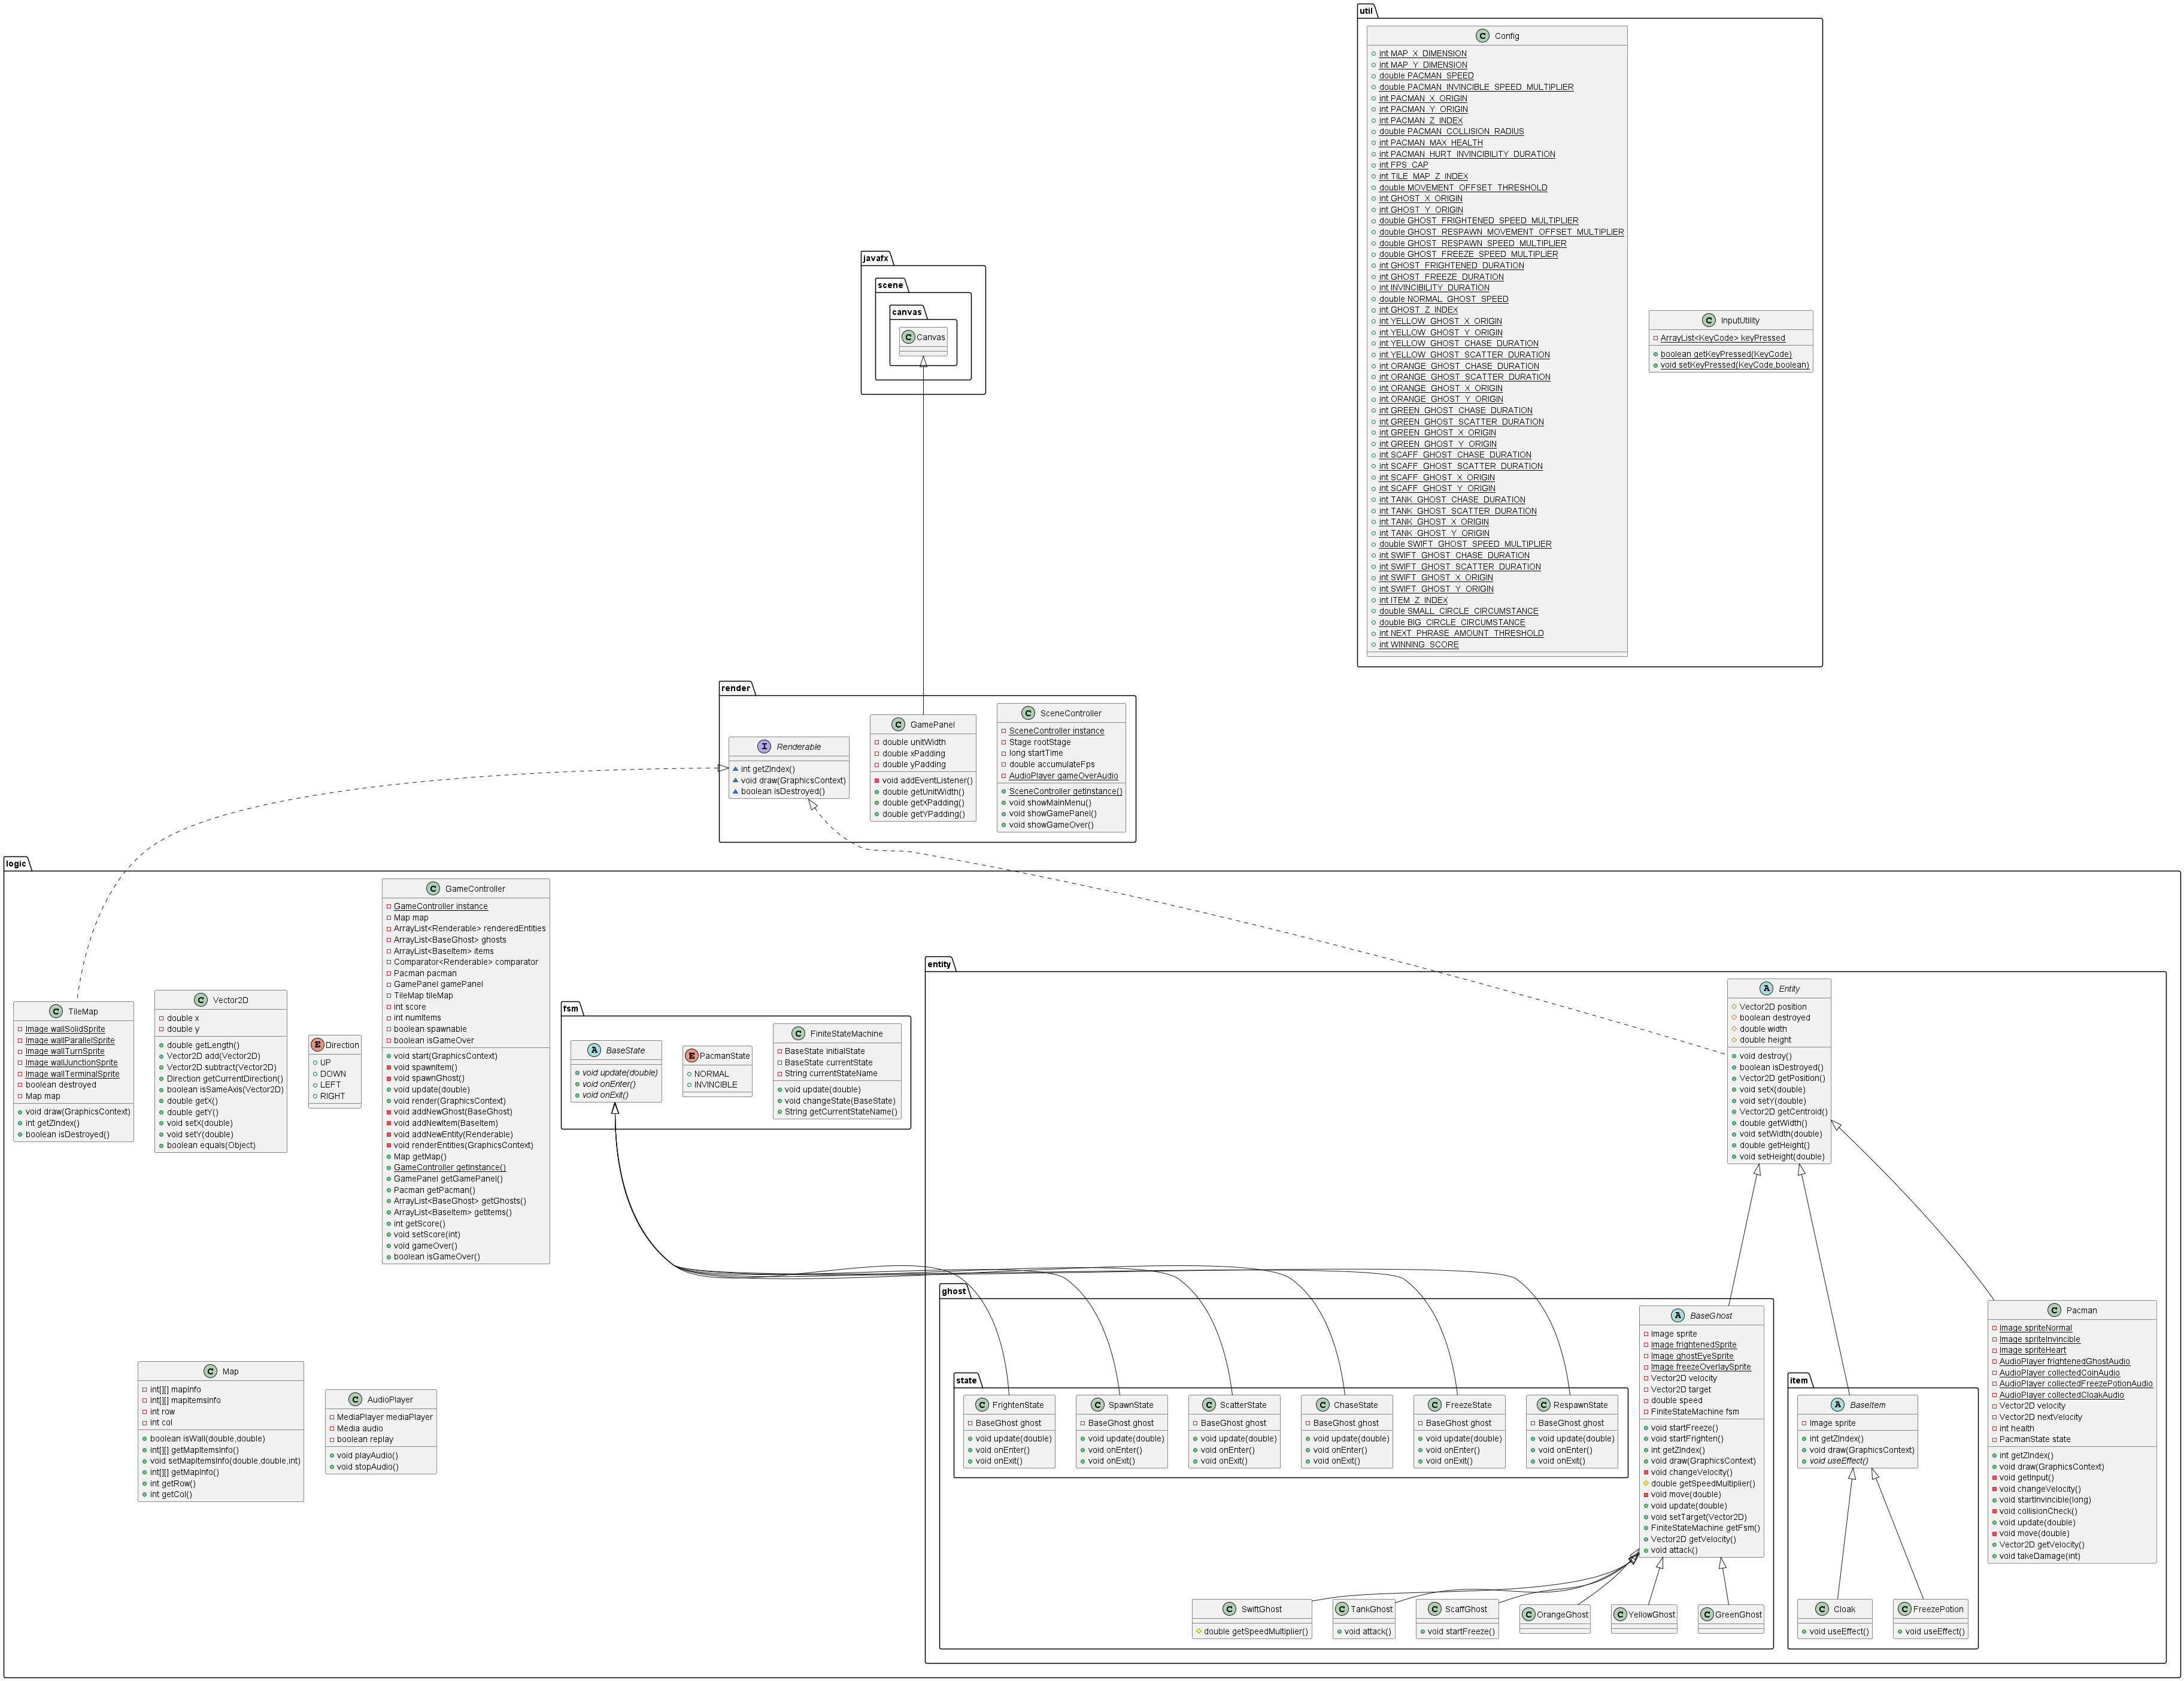 util
C Config
int MAP_X_DIMENSION
int MAP_Y_DIMENSION
double PACMAN_SPEED
double PACMAN_INVINCIBLE_SPEED_MULTIPLIER
int PACMAN_X_ORIGIN
int PACMAN_Y_ORIGIN
int PACMAN_Z_INDEX
double PACMAN_COLLISION_RADIUS
int PACMAN_MAX_HEALTH
int PACMAN_HURT_INVINCIBILITY_DURATION
int FPS_CAP
int TILE_MAP_Z_INDEX
double MOVEMENT_OFFSET_THRESHOLD
int GHOST_X_ORIGIN
int GHOST_Y_ORIGIN
double GHOST_FRIGHTENED_SPEED_MULTIPLIER
double GHOST_RESPAWN_MOVEMENT_OFFSET_MULTIPLIER
double GHOST_RESPAWN_SPEED_MULTIPLIER
double GHOST_FREEZE_SPEED_MULTIPLIER
int GHOST_FRIGHTENED_DURATION
int GHOST_FREEZE_DURATION
int INVINCIBILITY_DURATION
double NORMAL_GHOST_SPEED
int GHOST_Z_INDEX
int YELLOW_GHOST_X_ORIGIN
int YELLOW_GHOST_Y_ORIGIN
int YELLOW_GHOST_CHASE_DURATION
int YELLOW_GHOST_SCATTER_DURATION
int ORANGE_GHOST_CHASE_DURATION
int ORANGE_GHOST_SCATTER_DURATION
int ORANGE_GHOST_X_ORIGIN
int ORANGE_GHOST_Y_ORIGIN
int GREEN_GHOST_CHASE_DURATION
int GREEN_GHOST_SCATTER_DURATION
int GREEN_GHOST_X_ORIGIN
int GREEN_GHOST_Y_ORIGIN
int SCAFF_GHOST_CHASE_DURATION
int SCAFF_GHOST_SCATTER_DURATION
int SCAFF_GHOST_X_ORIGIN
int SCAFF_GHOST_Y_ORIGIN
int TANK_GHOST_CHASE_DURATION
int TANK_GHOST_SCATTER_DURATION
int TANK_GHOST_X_ORIGIN
int TANK_GHOST_Y_ORIGIN
double SWIFT_GHOST_SPEED_MULTIPLIER
int SWIFT_GHOST_CHASE_DURATION
int SWIFT_GHOST_SCATTER_DURATION
int SWIFT_GHOST_X_ORIGIN
int SWIFT_GHOST_Y_ORIGIN
int ITEM_Z_INDEX
double SMALL_CIRCLE_CIRCUMSTANCE
double BIG_CIRCLE_CIRCUMSTANCE
int NEXT_PHRASE_AMOUNT_THRESHOLD
int WINNING_SCORE
C InputUtility
ArrayList<KeyCode> keyPressed
boolean getKeyPressed(KeyCode)
void setKeyPressed(KeyCode,boolean)
javafx
scene
canvas
C Canvas
render
I Renderable
int getZIndex()
void draw(GraphicsContext)
boolean isDestroyed()
C GamePanel
double unitWidth
double xPadding
double yPadding
void addEventListener()
double getUnitWidth()
double getXPadding()
double getYPadding()
C SceneController
SceneController instance
Stage rootStage
long startTime
double accumulateFps
AudioPlayer gameOverAudio
SceneController getInstance()
void showMainMenu()
void showGamePanel()
void showGameOver()
logic
C TileMap
Image wallSolidSprite
Image wallParallelSprite
Image wallTurnSprite
Image wallJunctionSprite
Image wallTerminalSprite
boolean destroyed
Map map
void draw(GraphicsContext)
int getZIndex()
boolean isDestroyed()
C Vector2D
double x
double y
double getLength()
Vector2D add(Vector2D)
Vector2D subtract(Vector2D)
Direction getCurrentDirection()
boolean isSameAxis(Vector2D)
double getX()
double getY()
void setX(double)
void setY(double)
boolean equals(Object)
E Direction
UP
DOWN
LEFT
RIGHT
C GameController
GameController instance
Map map
ArrayList<Renderable> renderedEntities
ArrayList<BaseGhost> ghosts
ArrayList<BaseItem> items
Comparator<Renderable> comparator
Pacman pacman
GamePanel gamePanel
TileMap tileMap
int score
int numItems
boolean spawnable
boolean isGameOver
void start(GraphicsContext)
void spawnItem()
void spawnGhost()
void update(double)
void render(GraphicsContext)
void addNewGhost(BaseGhost)
void addNewItem(BaseItem)
void addNewEntity(Renderable)
void renderEntities(GraphicsContext)
Map getMap()
GameController getInstance()
GamePanel getGamePanel()
Pacman getPacman()
ArrayList<BaseGhost> getGhosts()
ArrayList<BaseItem> getItems()
int getScore()
void setScore(int)
void gameOver()
boolean isGameOver()
C Map
int[][] mapInfo
int[][] mapItemsInfo
int row
int col
boolean isWall(double,double)
int[][] getMapItemsInfo()
void setMapItemsInfo(double,double,int)
int[][] getMapInfo()
int getRow()
int getCol()
C AudioPlayer
MediaPlayer mediaPlayer
Media audio
boolean replay
void playAudio()
void stopAudio()
fsm
A BaseState
void update(double)
void onEnter()
void onExit()
E PacmanState
NORMAL
INVINCIBLE
C FiniteStateMachine
BaseState initialState
BaseState currentState
String currentStateName
void update(double)
void changeState(BaseState)
String getCurrentStateName()
entity
A Entity
Vector2D position
boolean destroyed
double width
double height
void destroy()
boolean isDestroyed()
Vector2D getPosition()
void setX(double)
void setY(double)
Vector2D getCentroid()
double getWidth()
void setWidth(double)
double getHeight()
void setHeight(double)
ghost
A BaseGhost
Image sprite
Image frightenedSprite
Image ghostEyeSprite
Image freezeOverlaySprite
Vector2D velocity
Vector2D target
double speed
FiniteStateMachine fsm
void startFreeze()
void startFrighten()
int getZIndex()
void draw(GraphicsContext)
void changeVelocity()
double getSpeedMultiplier()
void move(double)
void update(double)
void setTarget(Vector2D)
FiniteStateMachine getFsm()
Vector2D getVelocity()
void attack()
state
C FrightenState
BaseGhost ghost
void update(double)
void onEnter()
void onExit()
C SpawnState
BaseGhost ghost
void update(double)
void onEnter()
void onExit()
C ScatterState
BaseGhost ghost
void update(double)
void onEnter()
void onExit()
C ChaseState
BaseGhost ghost
void update(double)
void onEnter()
void onExit()
C FreezeState
BaseGhost ghost
void update(double)
void onEnter()
void onExit()
C RespawnState
BaseGhost ghost
void update(double)
void onEnter()
void onExit()
C SwiftGhost
double getSpeedMultiplier()
C TankGhost
void attack()
C ScaffGhost
void startFreeze()
C OrangeGhost
C YellowGhost
C GreenGhost
item
A BaseItem
Image sprite
int getZIndex()
void draw(GraphicsContext)
void useEffect()
C Cloak
void useEffect()
C FreezePotion
void useEffect()
C Pacman
Image spriteNormal
Image spriteInvincible
Image spriteHeart
AudioPlayer frightenedGhostAudio
AudioPlayer collectedCoinAudio
AudioPlayer collectedFreezePotionAudio
AudioPlayer collectedCloakAudio
Vector2D velocity
Vector2D nextVelocity
int health
PacmanState state
int getZIndex()
void draw(GraphicsContext)
void getInput()
void changeVelocity()
void startInvincible(long)
void collisionCheck()
void update(double)
void move(double)
Vector2D getVelocity()
void takeDamage(int)